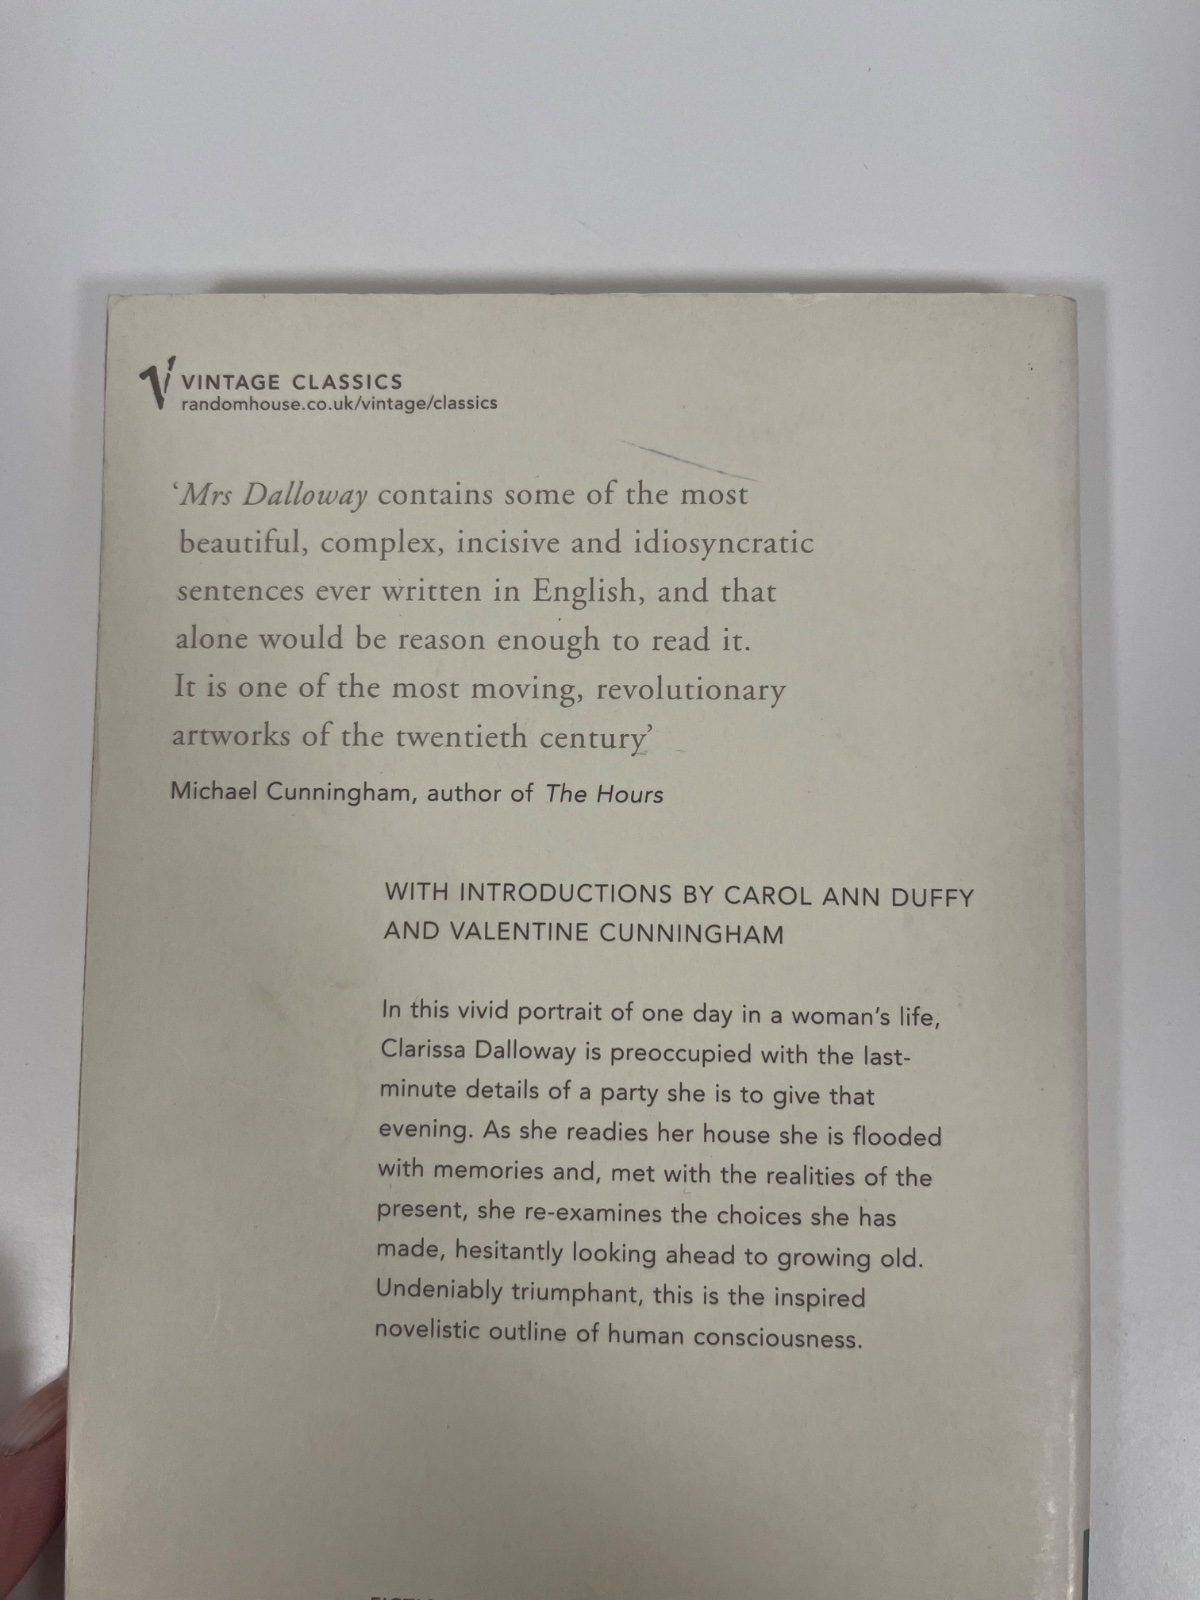 VINTAGE CLASSICS
randomhouse.co.uk/vintage/classics
‘Mrs Dalloway contains some of the most
beautiful, complex, incisive and idiosyncratic
sentences ever written in English, and that
alone would be reason enough to read it.
It is one of the most moving, revolutionary
artworks of the twentieth century’
Michael Cunningham, author of The Hours
WITH INTRODUCTIONS BY CAROL ANN DUFFY
AND VALENTINE CUNNINGHAM
In this vivid portrait of one day in a woman’s life,
Clarissa Dalloway is preoccupied with the last-
minute details of a party she is to give that
evening. As she readies her house she is flooded
with memories and, met with the realities of the
present, she re-examines the choices she has
made, hesitantly looking ahead to growing old.
Undeniably triumphant, this is the inspired
novelistic outline of human consciousness.